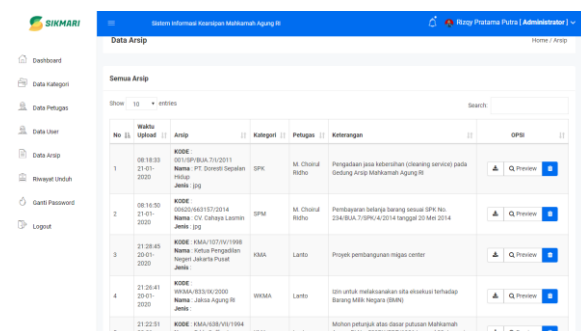 SIKMARI
Sistem Informasi Kearsipan Mahkamah Agung RI
Rizqy Pratama Putra [ Administrator ]
Data Arsip
Home / Arsip
Dashboard
Data Kategori
Data Petugas
Data User
Data Arsip
Riwayat Unduh
Ganti Password
Logout
Semua Arsip
Show 10 entries
Search:
No Waktu Upload Arsip Kategori Petugas Keterangan OPSI
1
08:18:33
21-01-
2020
KODE :
001/SP/BUA.7/I/2011
Nama : PT. Doresti Sepalan
Hidup
Jenis : jpg
SPK
M. Choirul
Ridho
Pengadaan jasa kebersihan (cleaning service) pada
Gedung Arsip Mahkamah Agung RI
Preview
2
08:16:50
21-01-
2020
KODE :
00620/663157/2014
Nama : CV. Cahaya Lasmin
Jenis : jpg
SPM
M. Choirul
Ridho
Pembayaran belanja barang sesuai SPK No.
234/BUA.7/SPK/4/2014 tanggal 20 Mei 2014
Preview
3
21:28:45
20-01-
2020
KODE : KMA/107/IV/1998
Nama : Ketua Pengadilan
Negeri Jakarta Pusat
Jenis :
KMA
Lanto
Proyek pembangunan migas center
Preview
4
21:26:41
20-01-
2020
KODE :
WKMA/833/IX/2000
Nama : Jaksa Agung RI
Jenis :
WKMA
Lanto
Izin untuk melaksanakan sita eksekusi terhadap
Barang Milik Negara (BMN)
Preview
21:22:51
KODE : KMA/638/VII/1994
Mohon petunjuk atas dasar putusan Mahkamah